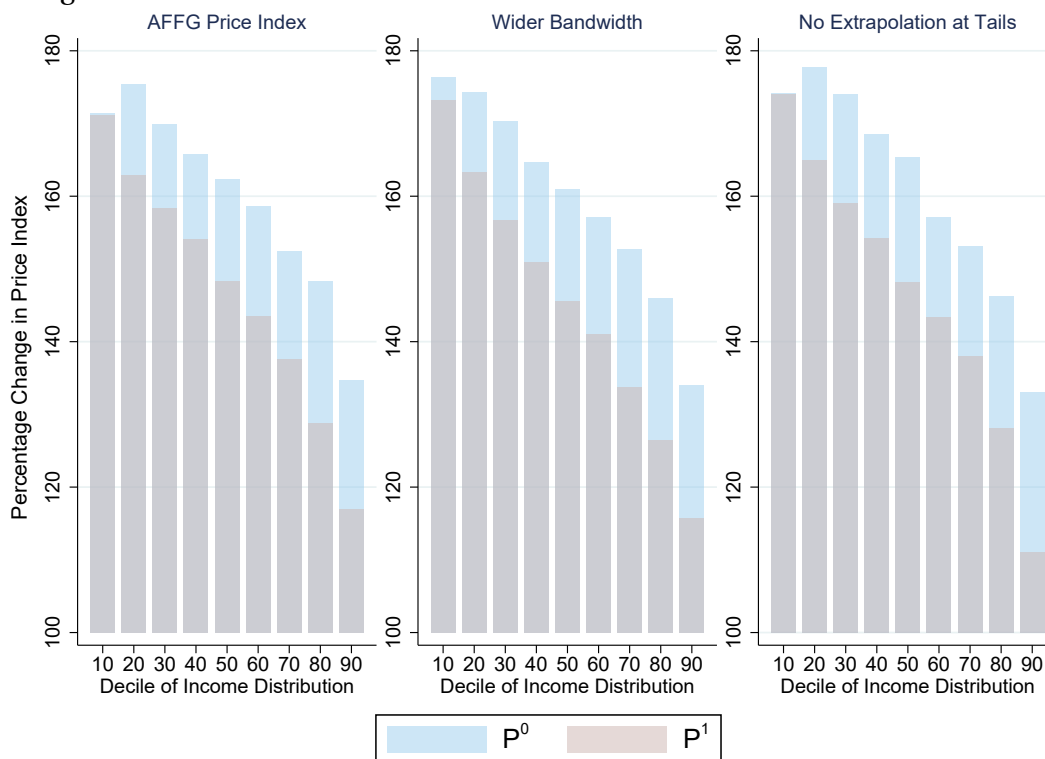 AFFG Price Index
Wider Bandwidth
No Extrapolation at Tails
Percentage Change in Price Index
180
160
140
120
100
10 20 30 40 50 60 70 80 90
Decile of Income Distribution
180
160
140
120
100
10 20 30 40 50 60 70 80 90
Decile of Income Distribution
180
160
140
120
100
10 20 30 40 50 60 70 80 90
Decile of Income Distribution
P⁰
P¹